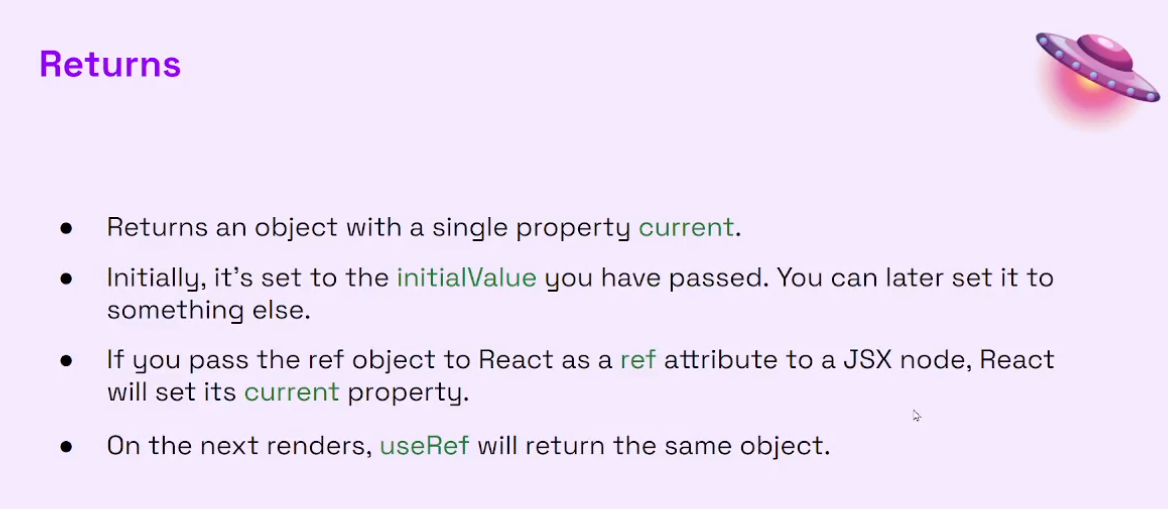 Returns
● Returns an object with a single property current.
● Initially, it's set to the initialValue you have passed. You can later set it to
something else.
● If you pass the ref object to React as a ref attribute to a JSX node, React
will set its current property.
● On the next renders, useRef will return the same object.